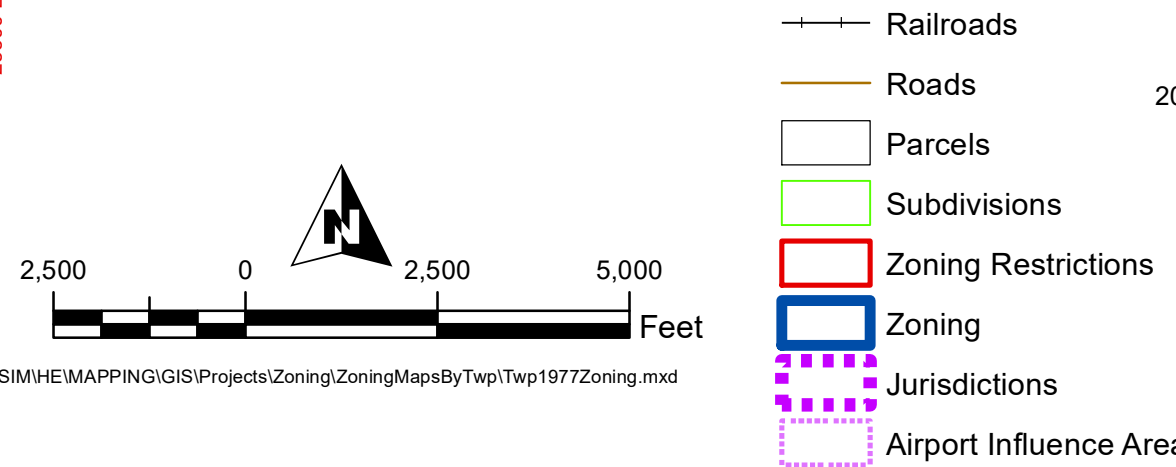 Railroads
Roads
Parcels
Subdivisions
Zoning Restrictions
Zoning
Jurisdictions
Airport Influence Area
N
2,500 0 2,500 5,000
Feet
SIM\HE\MAPPING\GIS\Projects\Zoning\ZoningMapsByTwp\Twp1977Zoning.mxd
20